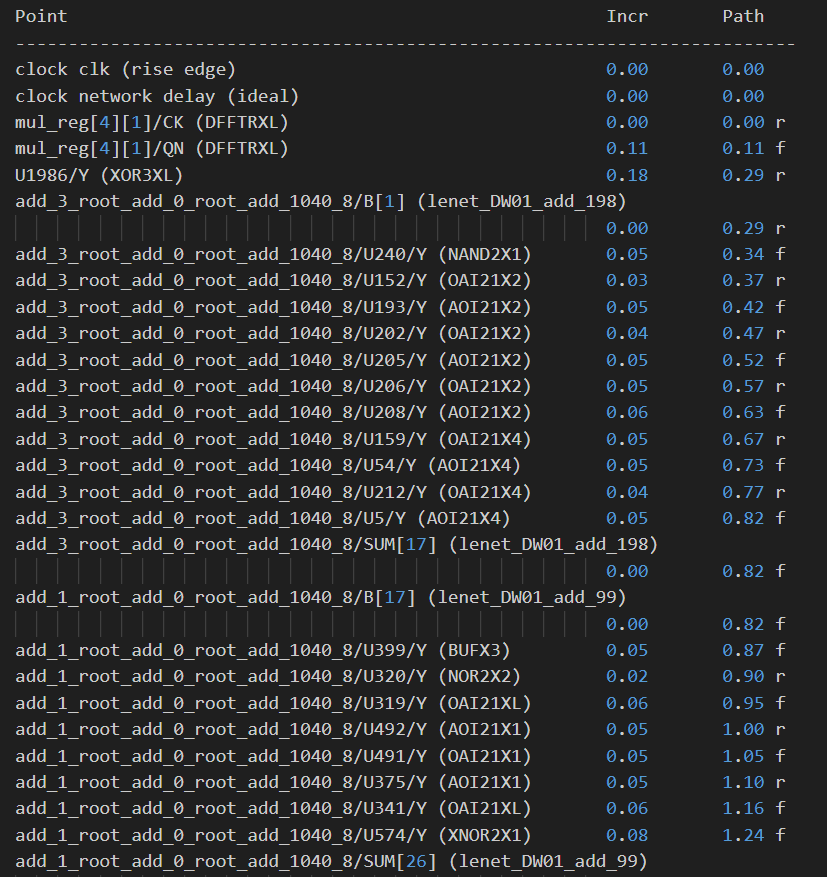 Point Incr Path
--------------------------------------------------------------------------
clock clk (rise edge) 0.00 0.00
clock network delay (ideal) 0.00 0.00
mul_reg[4][1]/CK (DFFTRXL) 0.00 0.00 r
mul_reg[4][1]/QN (DFFTRXL) 0.11 0.11 f
U1986/Y (XOR3XL) 0.18 0.29 r
add_3_root_add_0_root_add_1040_8/B[1] (lenet_DW01_add_198)
0.00 0.29 r
add_3_root_add_0_root_add_1040_8/U240/Y (NAND2X1) 0.05 0.34 f
add_3_root_add_0_root_add_1040_8/U152/Y (OAI21X2) 0.03 0.37 r
add_3_root_add_0_root_add_1040_8/U193/Y (AOI21X2) 0.05 0.42 f
add_3_root_add_0_root_add_1040_8/U202/Y (OAI21X2) 0.04 0.47 r
add_3_root_add_0_root_add_1040_8/U205/Y (AOI21X2) 0.05 0.52 f
add_3_root_add_0_root_add_1040_8/U206/Y (OAI21X2) 0.05 0.57 r
add_3_root_add_0_root_add_1040_8/U208/Y (AOI21X2) 0.06 0.63 f
add_3_root_add_0_root_add_1040_8/U159/Y (OAI21X4) 0.05 0.67 r
add_3_root_add_0_root_add_1040_8/U54/Y (AOI21X4) 0.05 0.73 f
add_3_root_add_0_root_add_1040_8/U212/Y (OAI21X4) 0.04 0.77 r
add_3_root_add_0_root_add_1040_8/U5/Y (AOI21X4) 0.05 0.82 f
add_3_root_add_0_root_add_1040_8/SUM[17] (lenet_DW01_add_198)
0.00 0.82 f
add_1_root_add_0_root_add_1040_8/B[17] (lenet_DW01_add_99)
0.00 0.82 f
add_1_root_add_0_root_add_1040_8/U399/Y (BUFX3) 0.05 0.87 f
add_1_root_add_0_root_add_1040_8/U320/Y (NOR2X2) 0.02 0.90 r
add_1_root_add_0_root_add_1040_8/U319/Y (OAI21XL) 0.06 0.95 f
add_1_root_add_0_root_add_1040_8/U492/Y (AOI21X1) 0.05 1.00 r
add_1_root_add_0_root_add_1040_8/U491/Y (OAI21X1) 0.05 1.05 f
add_1_root_add_0_root_add_1040_8/U375/Y (AOI21X1) 0.05 1.10 r
add_1_root_add_0_root_add_1040_8/U341/Y (OAI21XL) 0.06 1.16 f
add_1_root_add_0_root_add_1040_8/U574/Y (XNOR2X1) 0.08 1.24 f
add_1_root_add_0_root_add_1040_8/SUM[26] (lenet_DW01_add_99)